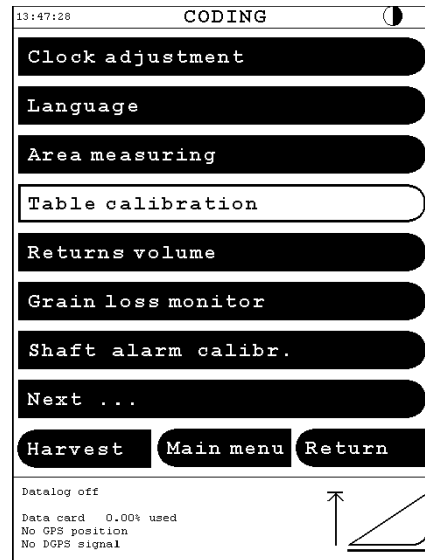 13:47:28 CODING
Clock adjustment
Language
Area measuring
Table calibration
Returns volume
Grain loss monitor
Shaft alarm calibr.
Next ...
Harvest Main menu Return
Datalog off
Data card 0.00% used
No GPS position
No DGPS signal